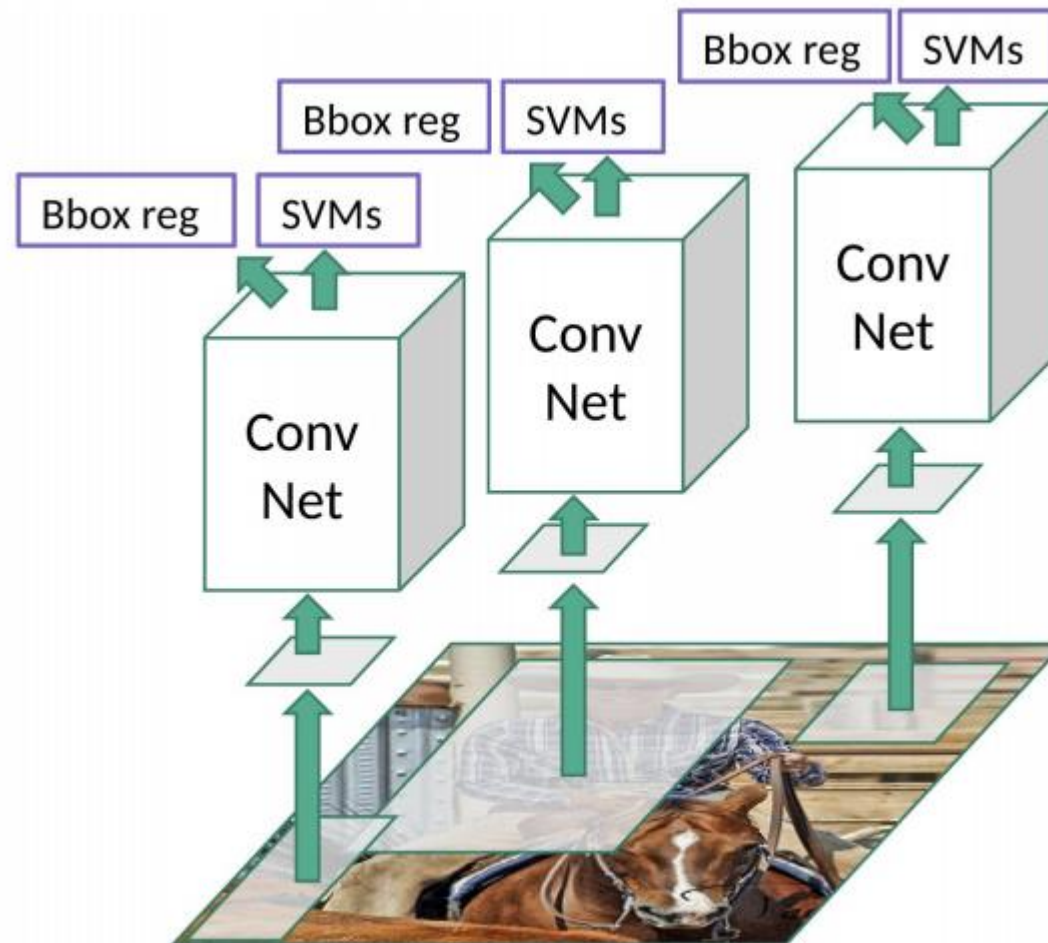 Bbox reg SVMs
Bbox reg SVMs
Bbox reg SVMs
Conv
Net
Conv
Net
Conv
Net